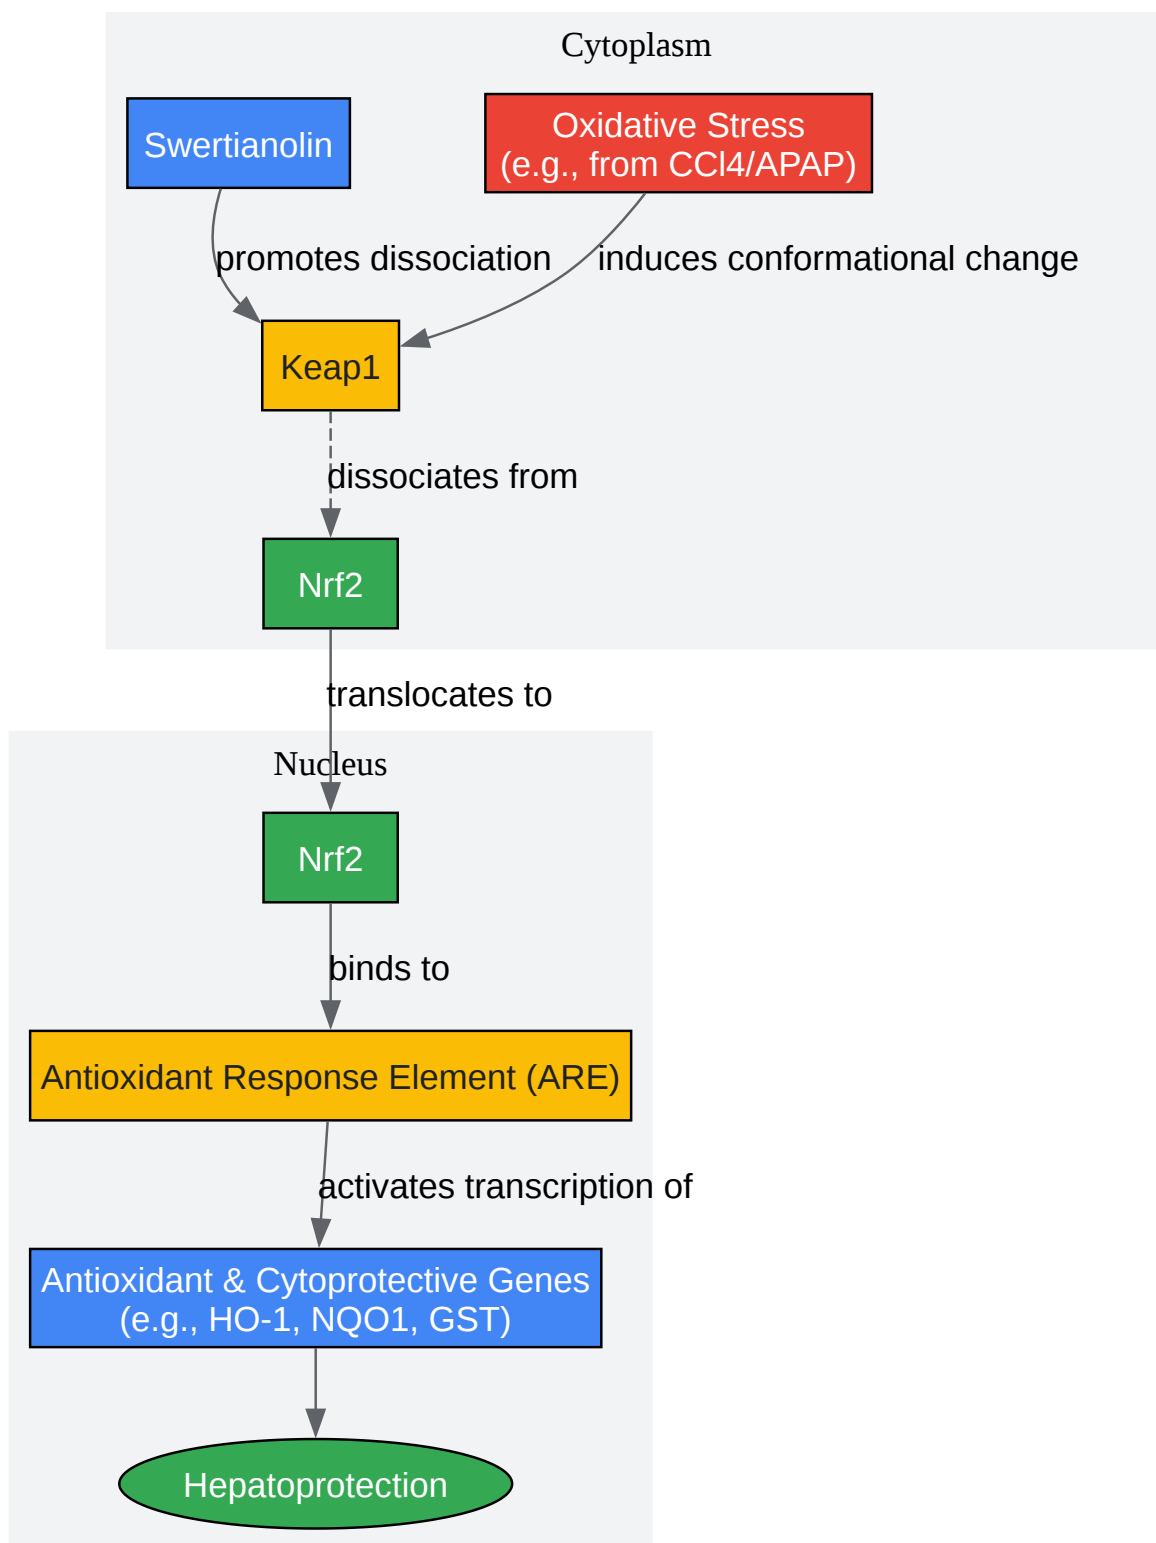 Cytoplasm
Swertianolin
Oxidative Stress
(e.g., from CCl4/APAP)
promotes dissociation
induces conformational change
Keap1
dissociates from
Nrf2
translocates to
Nucleus
Nrf2
binds to
Antioxidant Response Element (ARE)
activates transcription of
Antioxidant & Cytoprotective Genes
(e.g., HO-1, NQO1, GST)
Hepatoprotection